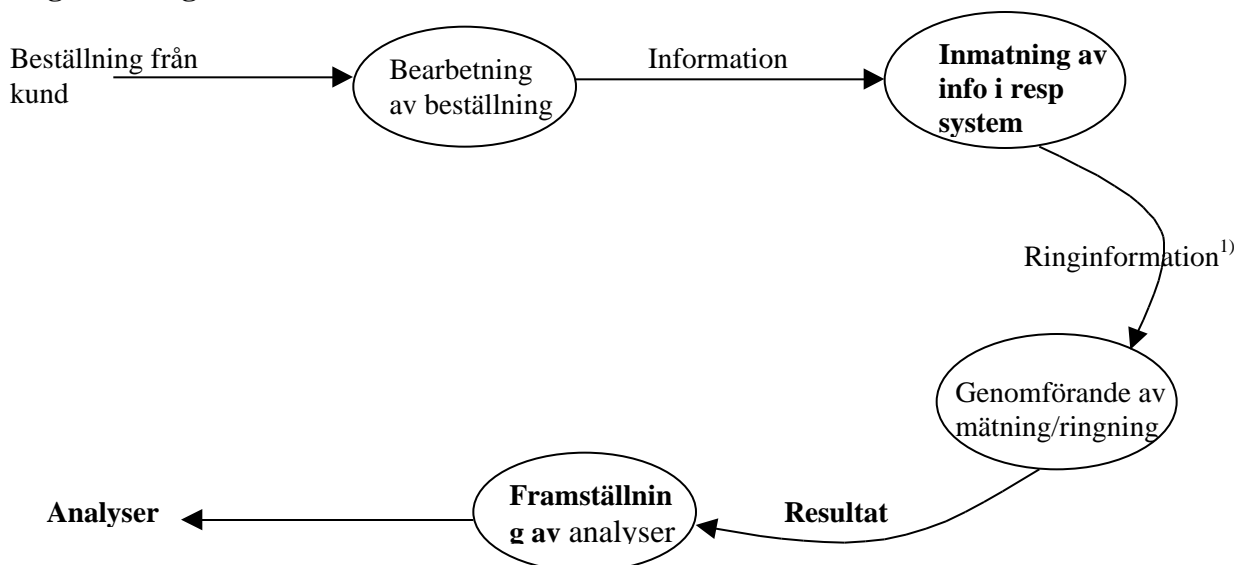 Beställning från
kund
Bearbetning
av beställning
Information
Inmatning av
info i resp
system
Ringinformation1)
Genomförande av
mätning/ringning
Resultat
Framställnin
g av analyser
Analyser